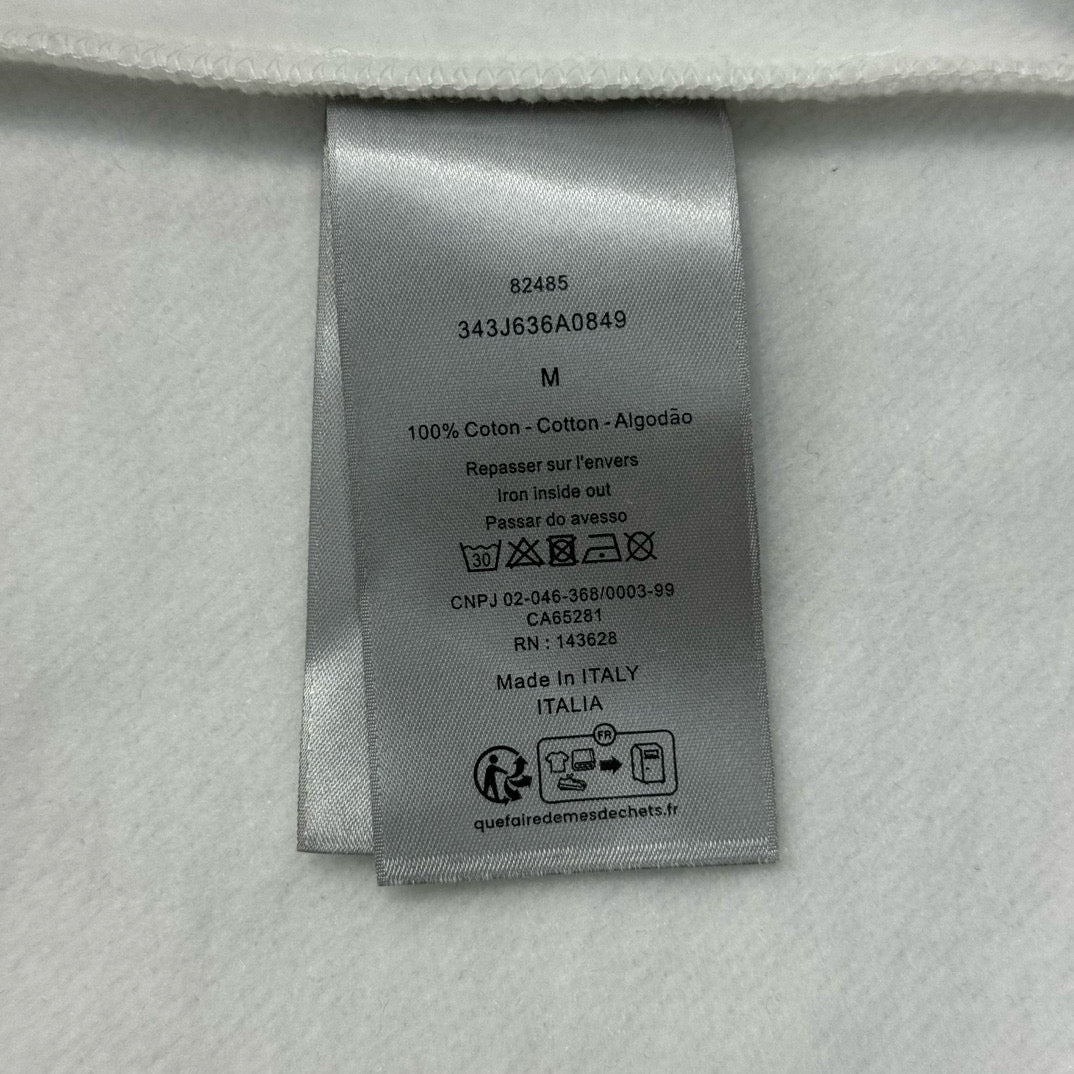 82485
343J636A0849
M
100% Coton - Cotton - Algodão
Repasser sur l'envers
Iron inside out
Passar do avesso
30
CNPJ 02-046-368/0003-99
CA65281
RN : 143628
Made In ITALY
ITALIA
FR
quefairedemesdechets.fr